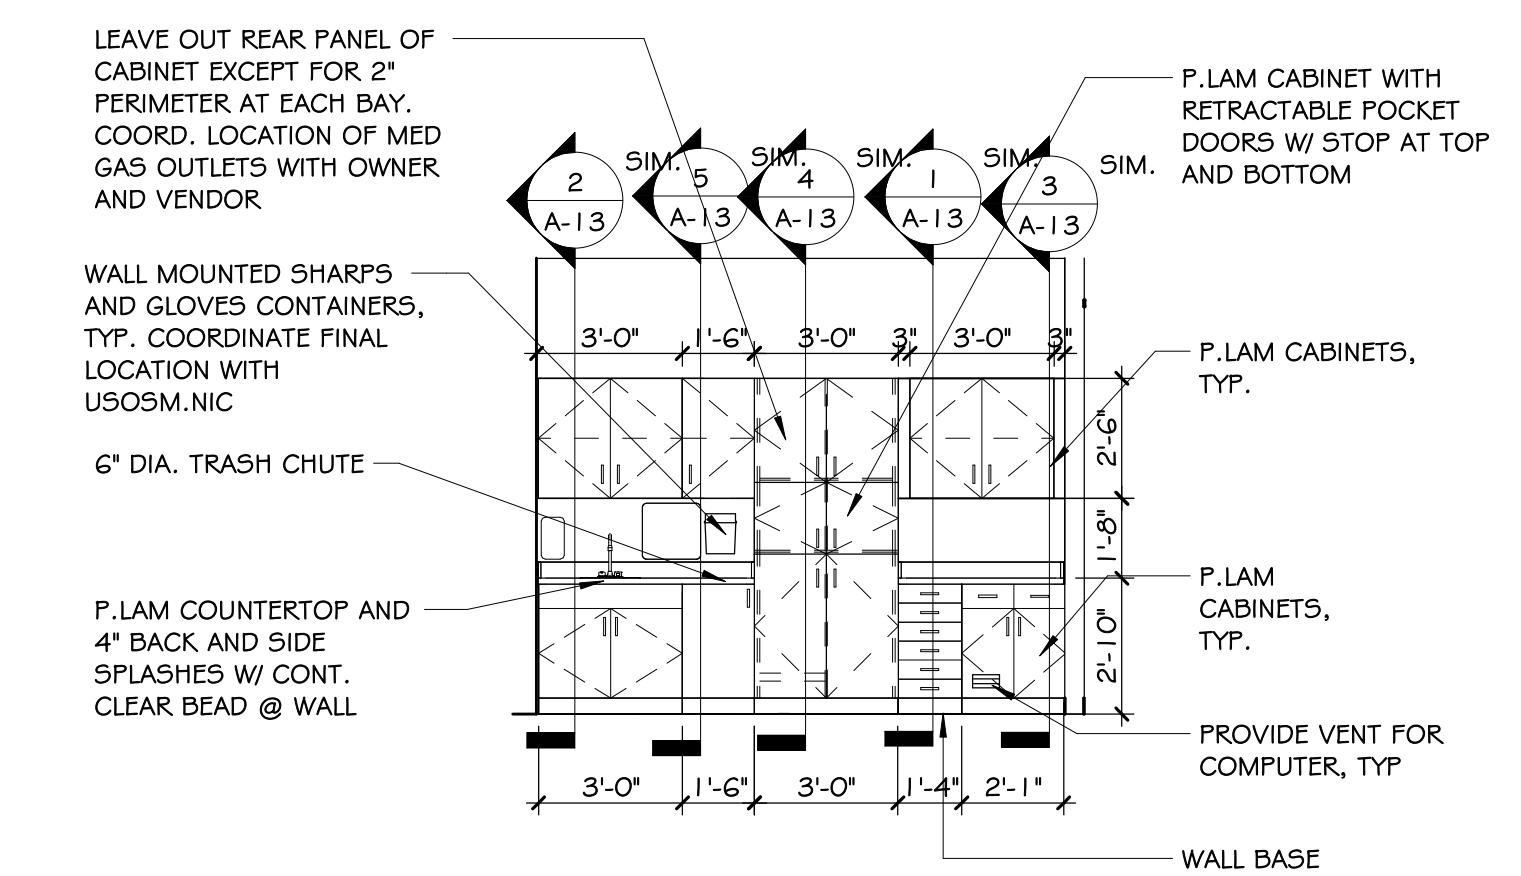 LEAVE OUT REAR PANEL OF
CABINET EXCEPT FOR 2"
PERIMETER AT EACH BAY.
COORD. LOCATION OF MED
GAS OUTLETS WITH OWNER
AND VENDOR
P.LAM CABINET WITH
RETRACTABLE POCKET
DOORS W/ STOP AT TOP
AND BOTTOM
2
A-13
SIM.
5
A-13
SIM.
4
A-13
SIM.
1
A-13
SIM.
3
A-13
SIM.
WALL MOUNTED SHARPS
AND GLOVES CONTAINERS,
TYP. COORDINATE FINAL
LOCATION WITH
USOSM.NIC
3'-0" 1'-6" 3'-0" 3" 3'-0" 3"
P.LAM CABINETS,
TYP.
2'-6"
6" DIA. TRASH CHUTE
1'-8"
P.LAM
CABINETS,
TYP.
P.LAM COUNTERTOP AND
4" BACK AND SIDE
SPLASHES W/ CONT.
CLEAR BEAD @ WALL
2'-10"
PROVIDE VENT FOR
COMPUTER, TYP
3'-0" 1'-6" 3'-0" 1'-4" 2'-1"
WALL BASE